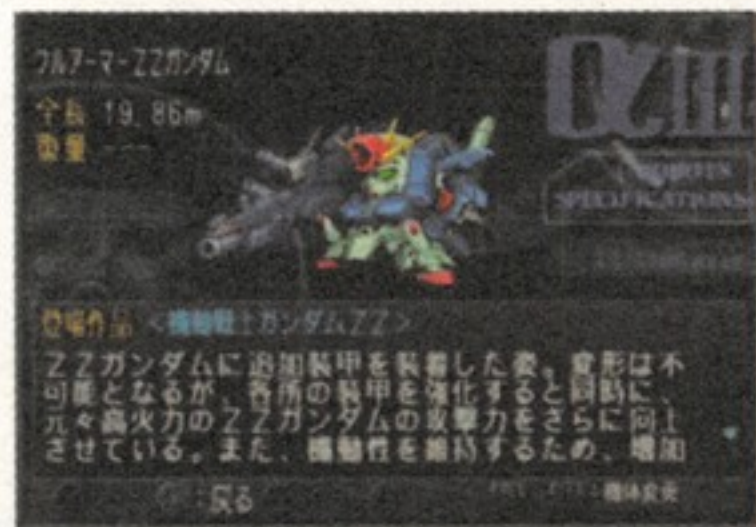 フルアーマーZZガンダム
全長 19.86m
重量 ---
ROBOTS
SPECIFICATIONS
登場作品 <機動戦士ガンダムZZ>
ZZガンダムに追加装甲を装着した姿。変形は不
可能となるが、各所の装甲を強化すると同時に、
元々高火力のZZガンダムの攻撃力をさらに向上
させている。また、機動性を維持するため、増加
:戻る
機体変更